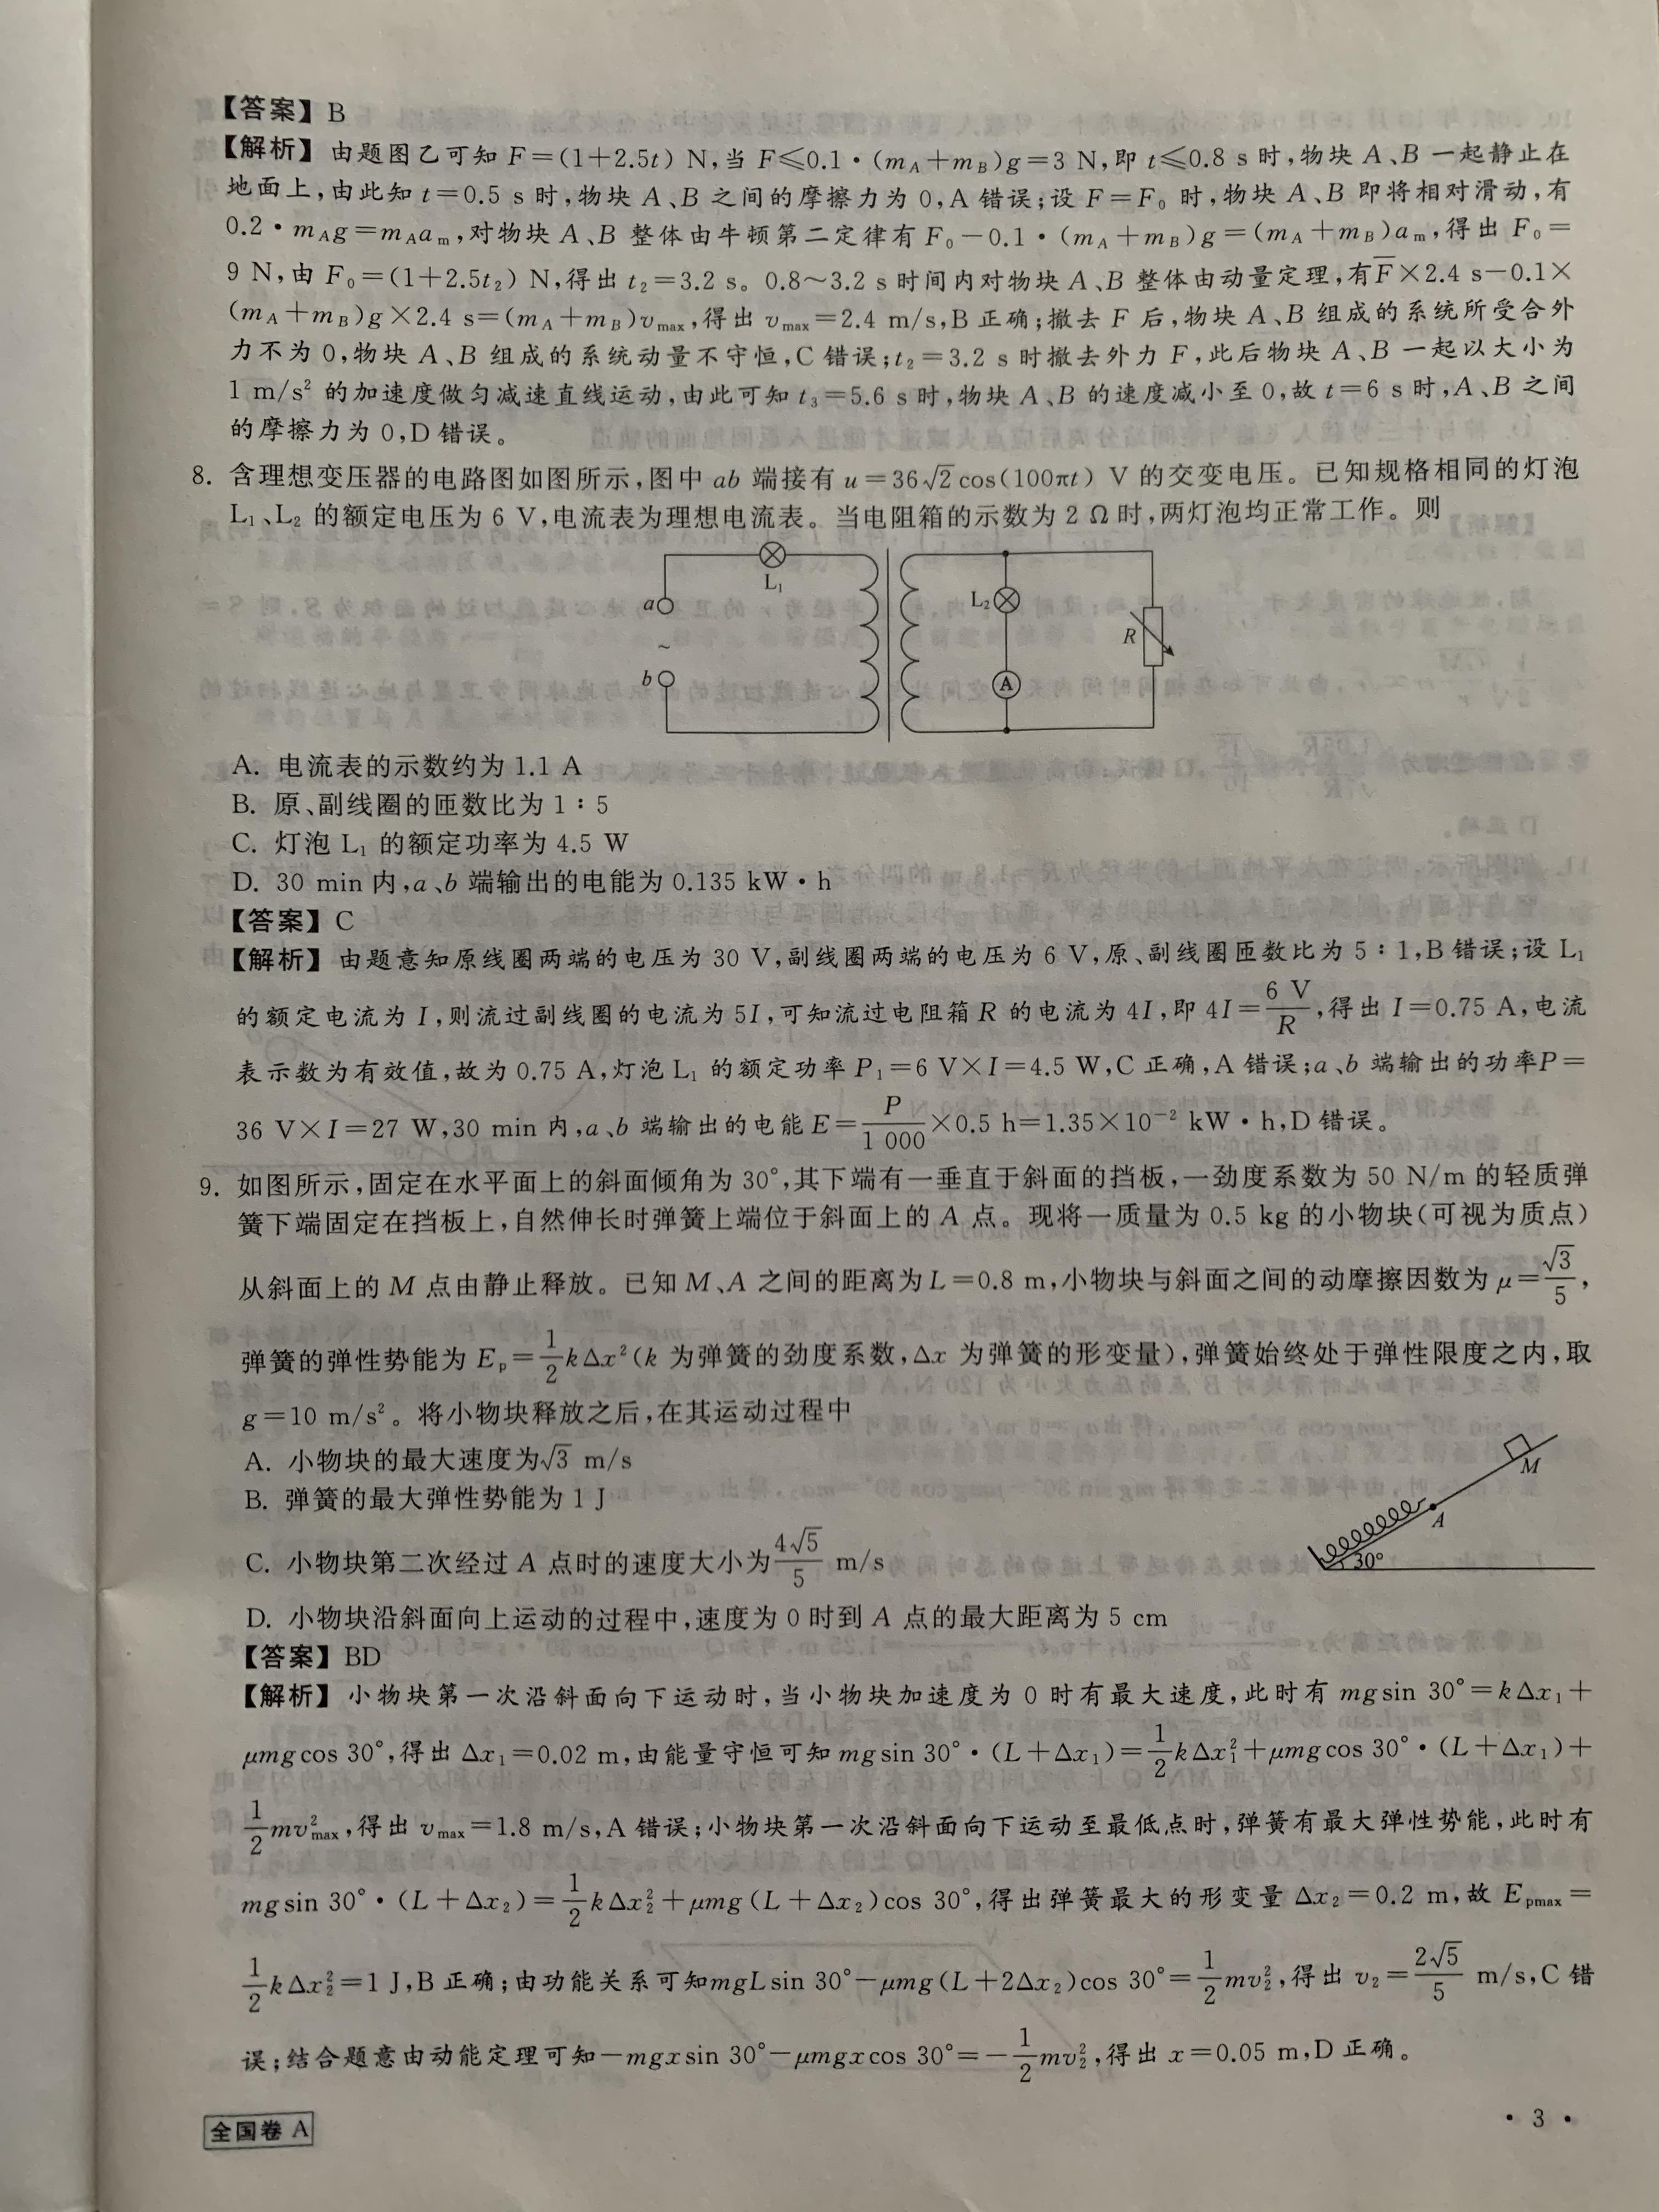 【答案】B
【解析】由题图乙可知 F=(1+2.5t) N,当 F≤0.1·(m_A+m_B)g=3 N,即 t≤0.8 s 时,物块 A、B 一起静止在
地面上,由此知 t=0.5 s 时,物块 A、B 之间的摩擦力为 0,A 错误;设 F=F₀ 时,物块 A、B 即将相对滑动,有
0.2·m_Ag=m_Aa_m,对物块 A、B 整体由牛顿第二定律有 F₀-0.1·(m_A+m_B)g=(m_A+m_B)a_m,得出 F₀=
9 N,由 F₀=(1+2.5t₂) N,得出 t₂=3.2 s。0.8~3.2 s 时间内对物块 A、B 整体由动量定理,有F̅×2.4 s-0.1×
(m_A+m_B)g×2.4 s=(m_A+m_B)v_max,得出 v_max=2.4 m/s,B 正确;撤去 F 后,物块 A、B 组成的系统所受合外
力不为 0,物块 A、B 组成的系统动量不守恒,C 错误;t₂=3.2 s 时撤去外力 F,此后物块 A、B 一起以大小为
1 m/s² 的加速度做匀减速直线运动,由此可知 t₃=5.6 s 时,物块 A、B 的速度减小至 0,故 t=6 s 时,A、B 之间
的摩擦力为 0,D 错误。
8. 含理想变压器的电路图如图所示,图中 ab 端接有 u=36√2 cos(100πt) V 的交变电压。已知规格相同的灯泡
L₁、L₂ 的额定电压为 6 V,电流表为理想电流表。当电阻箱的示数为 2 Ω 时,两灯泡均正常工作。则
L₁
a
~
b
L₂
A
R
A. 电流表的示数约为 1.1 A
B. 原、副线圈的匝数比为 1∶5
C. 灯泡 L₁ 的额定功率为 4.5 W
D. 30 min 内,a、b 端输出的电能为 0.135 kW·h
【答案】C
【解析】由题意知原线圈两端的电压为 30 V,副线圈两端的电压为 6 V,原、副线圈匝数比为 5∶1,B 错误;设 L₁
的额定电流为 I,则流过副线圈的电流为 5I,可知流过电阻箱 R 的电流为 4I,即 4I=6 V/R,得出 I=0.75 A,电流
表示数为有效值,故为 0.75 A,灯泡 L₁ 的额定功率 P₁=6 V×I=4.5 W,C 正确,A 错误;a、b 端输出的功率P=
36 V×I=27 W,30 min 内,a、b 端输出的电能 E=P/1 000×0.5 h=1.35×10⁻² kW·h,D 错误。
9. 如图所示,固定在水平面上的斜面倾角为 30°,其下端有一垂直于斜面的挡板,一劲度系数为 50 N/m 的轻质弹
簧下端固定在挡板上,自然伸长时弹簧上端位于斜面上的 A 点。现将一质量为 0.5 kg 的小物块(可视为质点)
从斜面上的 M 点由静止释放。已知 M、A 之间的距离为 L=0.8 m,小物块与斜面之间的动摩擦因数为 μ=√3/5,
弹簧的弹性势能为 E_p=1/2kΔx²(k 为弹簧的劲度系数,Δx 为弹簧的形变量),弹簧始终处于弹性限度之内,取
g=10 m/s²。将小物块释放之后,在其运动过程中
A. 小物块的最大速度为√3 m/s
B. 弹簧的最大弹性势能为 1 J
C. 小物块第二次经过 A 点时的速度大小为4√5/5 m/s
D. 小物块沿斜面向上运动的过程中,速度为 0 时到 A 点的最大距离为 5 cm
M
A
30°
【答案】BD
【解析】小物块第一次沿斜面向下运动时,当小物块加速度为 0 时有最大速度,此时有 mgsin 30°=kΔx₁+
μmgcos 30°,得出 Δx₁=0.02 m,由能量守恒可知 mgsin 30°·(L+Δx₁)=1/2kΔx₁²+μmgcos 30°·(L+Δx₁)+
1/2mv²_max,得出 v_max=1.8 m/s,A 错误;小物块第一次沿斜面向下运动至最低点时,弹簧有最大弹性势能,此时有
mgsin 30°·(L+Δx₂)=1/2kΔx₂²+μmg(L+Δx₂)cos 30°,得出弹簧最大的形变量 Δx₂=0.2 m,故 E_pmax=
1/2kΔx₂²=1 J,B 正确;由功能关系可知mgLsin 30°-μmg(L+2Δx₂)cos 30°=1/2mv₂²,得出 v₂=2√5/5 m/s,C 错
误;结合题意由动能定理可知-mgxsin 30°-μmgxcos 30°=-1/2mv₂²,得出 x=0.05 m,D 正确。
全国卷 A
· 3 ·